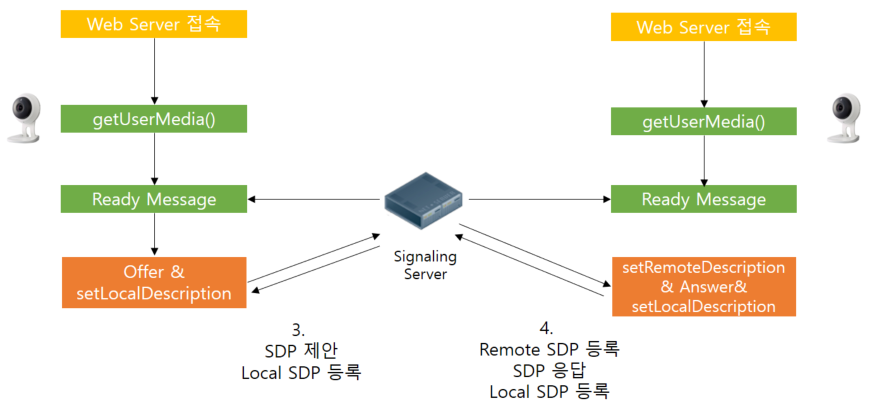 Web Server 접속
Web Server 접속
getUserMedia()
getUserMedia()
Ready Message
Ready Message
Signaling
Server
Offer &
setLocalDescription
setRemoteDescription
& Answer&
setLocalDescription
3.
SDP 제안
Local SDP 등록
4.
Remote SDP 등록
SDP 응답
Local SDP 등록